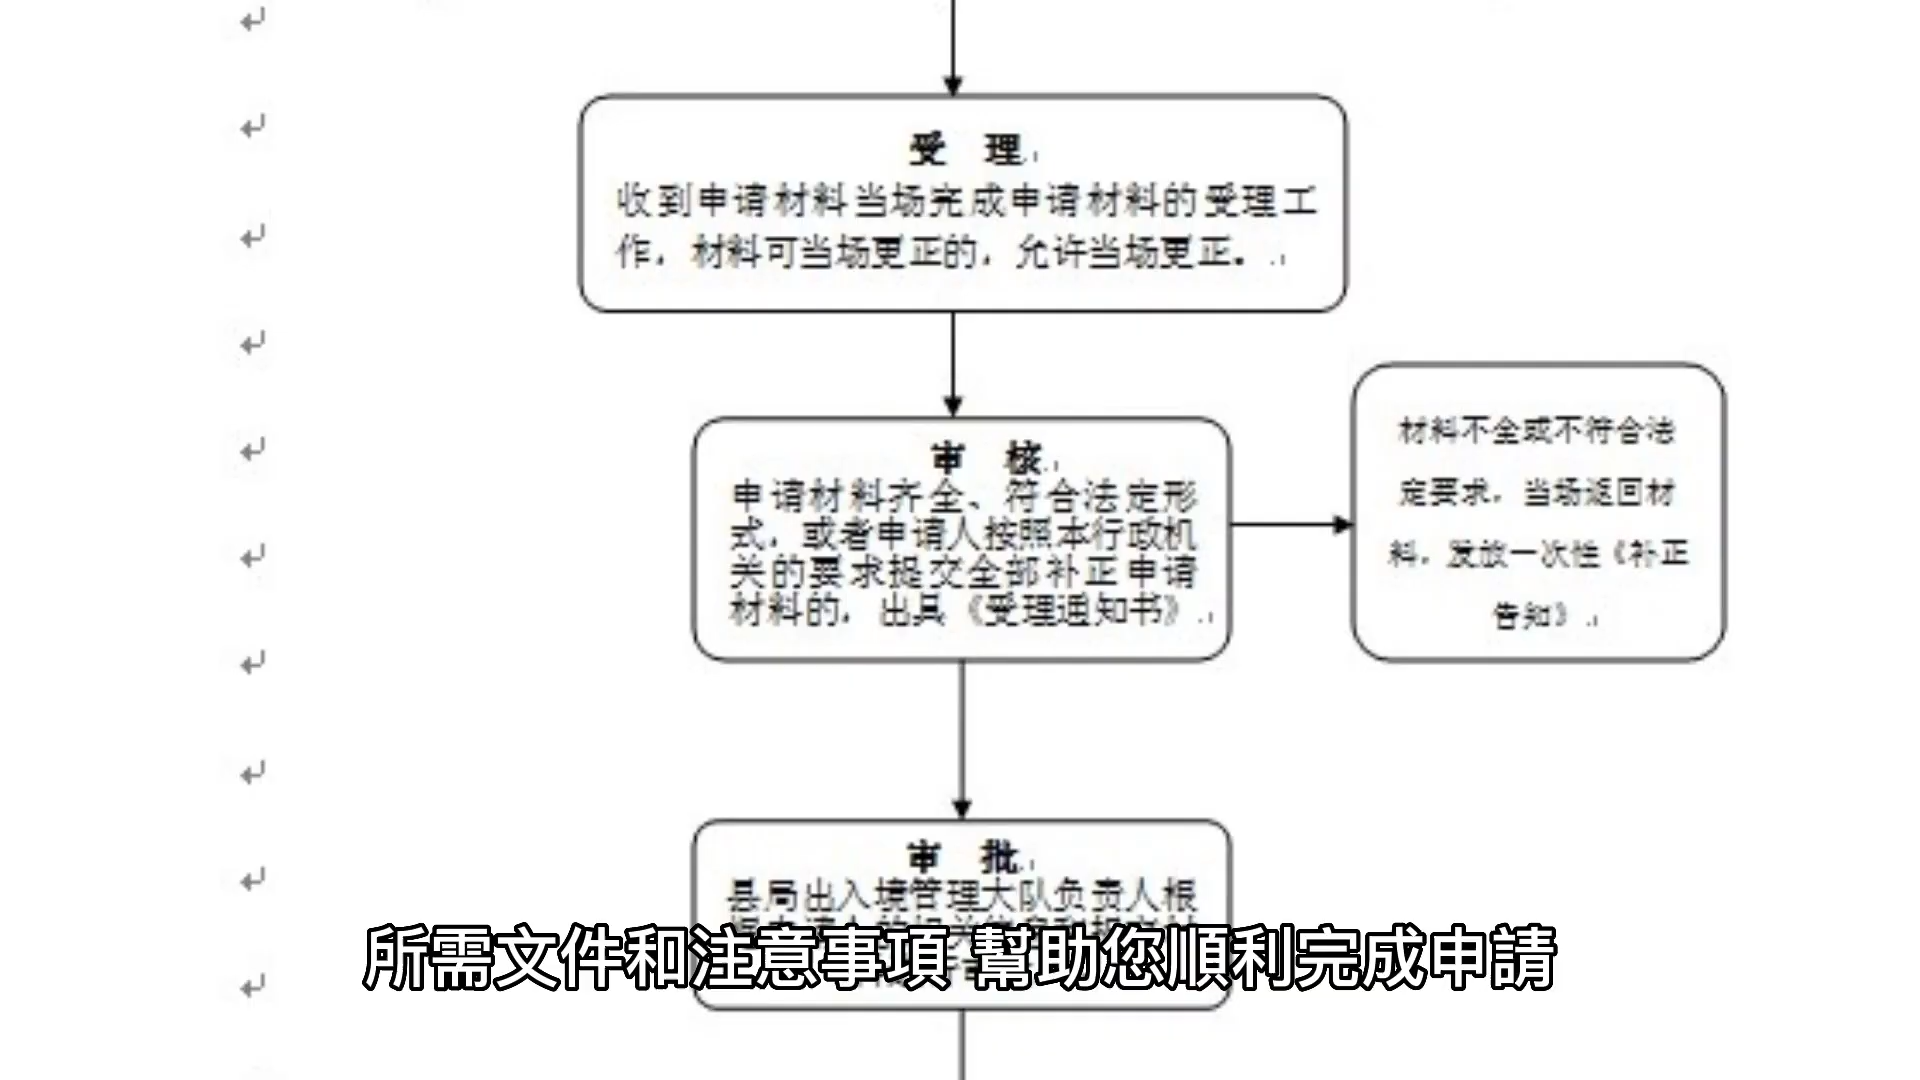 受 理
收到申请材料当场完成申请材料的受理工
作，材料可当场更正的，允许当场更正。
审 核
申请材料齐全、符合法定形
式，或者申请人按照本行政机
关的要求提交全部补正申请
材料的，出具《受理通知书》
材料不全或不符合法
定要求，当场返回材
料，发放一次性《补正
告知》
审 批
县局出入境管理大队负责人根
所需文件和注意事項 幫助您順利完成申請